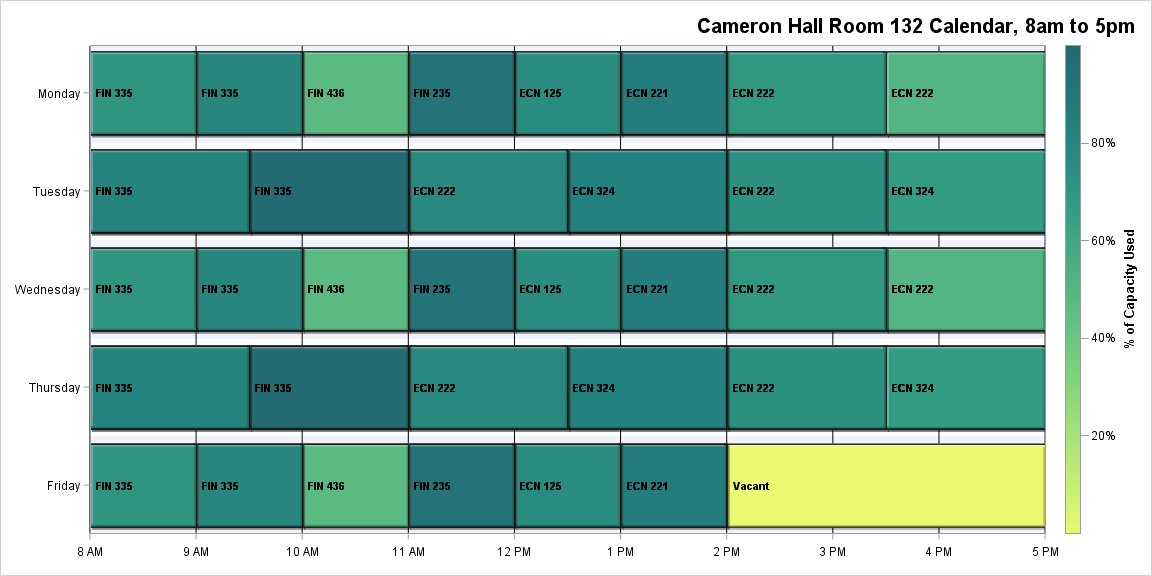 Cameron Hall Room 132 Calendar, 8am to 5pm
Monday FIN 335 FIN 335 FIN 436 FIN 235 ECN 125 ECN 221 ECN 222 ECN 222
80%
Tuesday FIN 335 FIN 335 ECN 222 ECN 324 ECN 222 ECN 324
60%
Wednesday FIN 335 FIN 335 FIN 436 FIN 235 ECN 125 ECN 221 ECN 222 ECN 222
% of Capacity Used
40%
Thursday FIN 335 FIN 335 ECN 222 ECN 324 ECN 222 ECN 324
20%
Friday FIN 335 FIN 335 FIN 436 FIN 235 ECN 125 ECN 221 Vacant
8 AM 9 AM 10 AM 11 AM 12 PM 1 PM 2 PM 3 PM 4 PM 5 PM